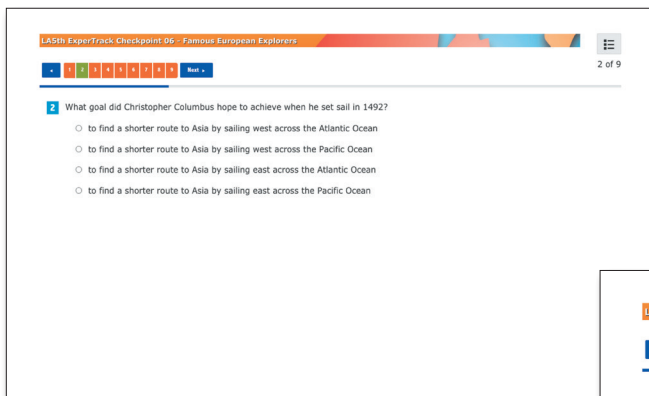 LA5th ExperTrack Checkpoint 06 - Famous European Explorers
2 of 9
1 2 3 4 5 6 7 8 9 Next
2 What goal did Christopher Columbus hope to achieve when he set sail in 1492?
to find a shorter route to Asia by sailing west across the Atlantic Ocean
to find a shorter route to Asia by sailing west across the Pacific Ocean
to find a shorter route to Asia by sailing east across the Atlantic Ocean
to find a shorter route to Asia by sailing east across the Pacific Ocean